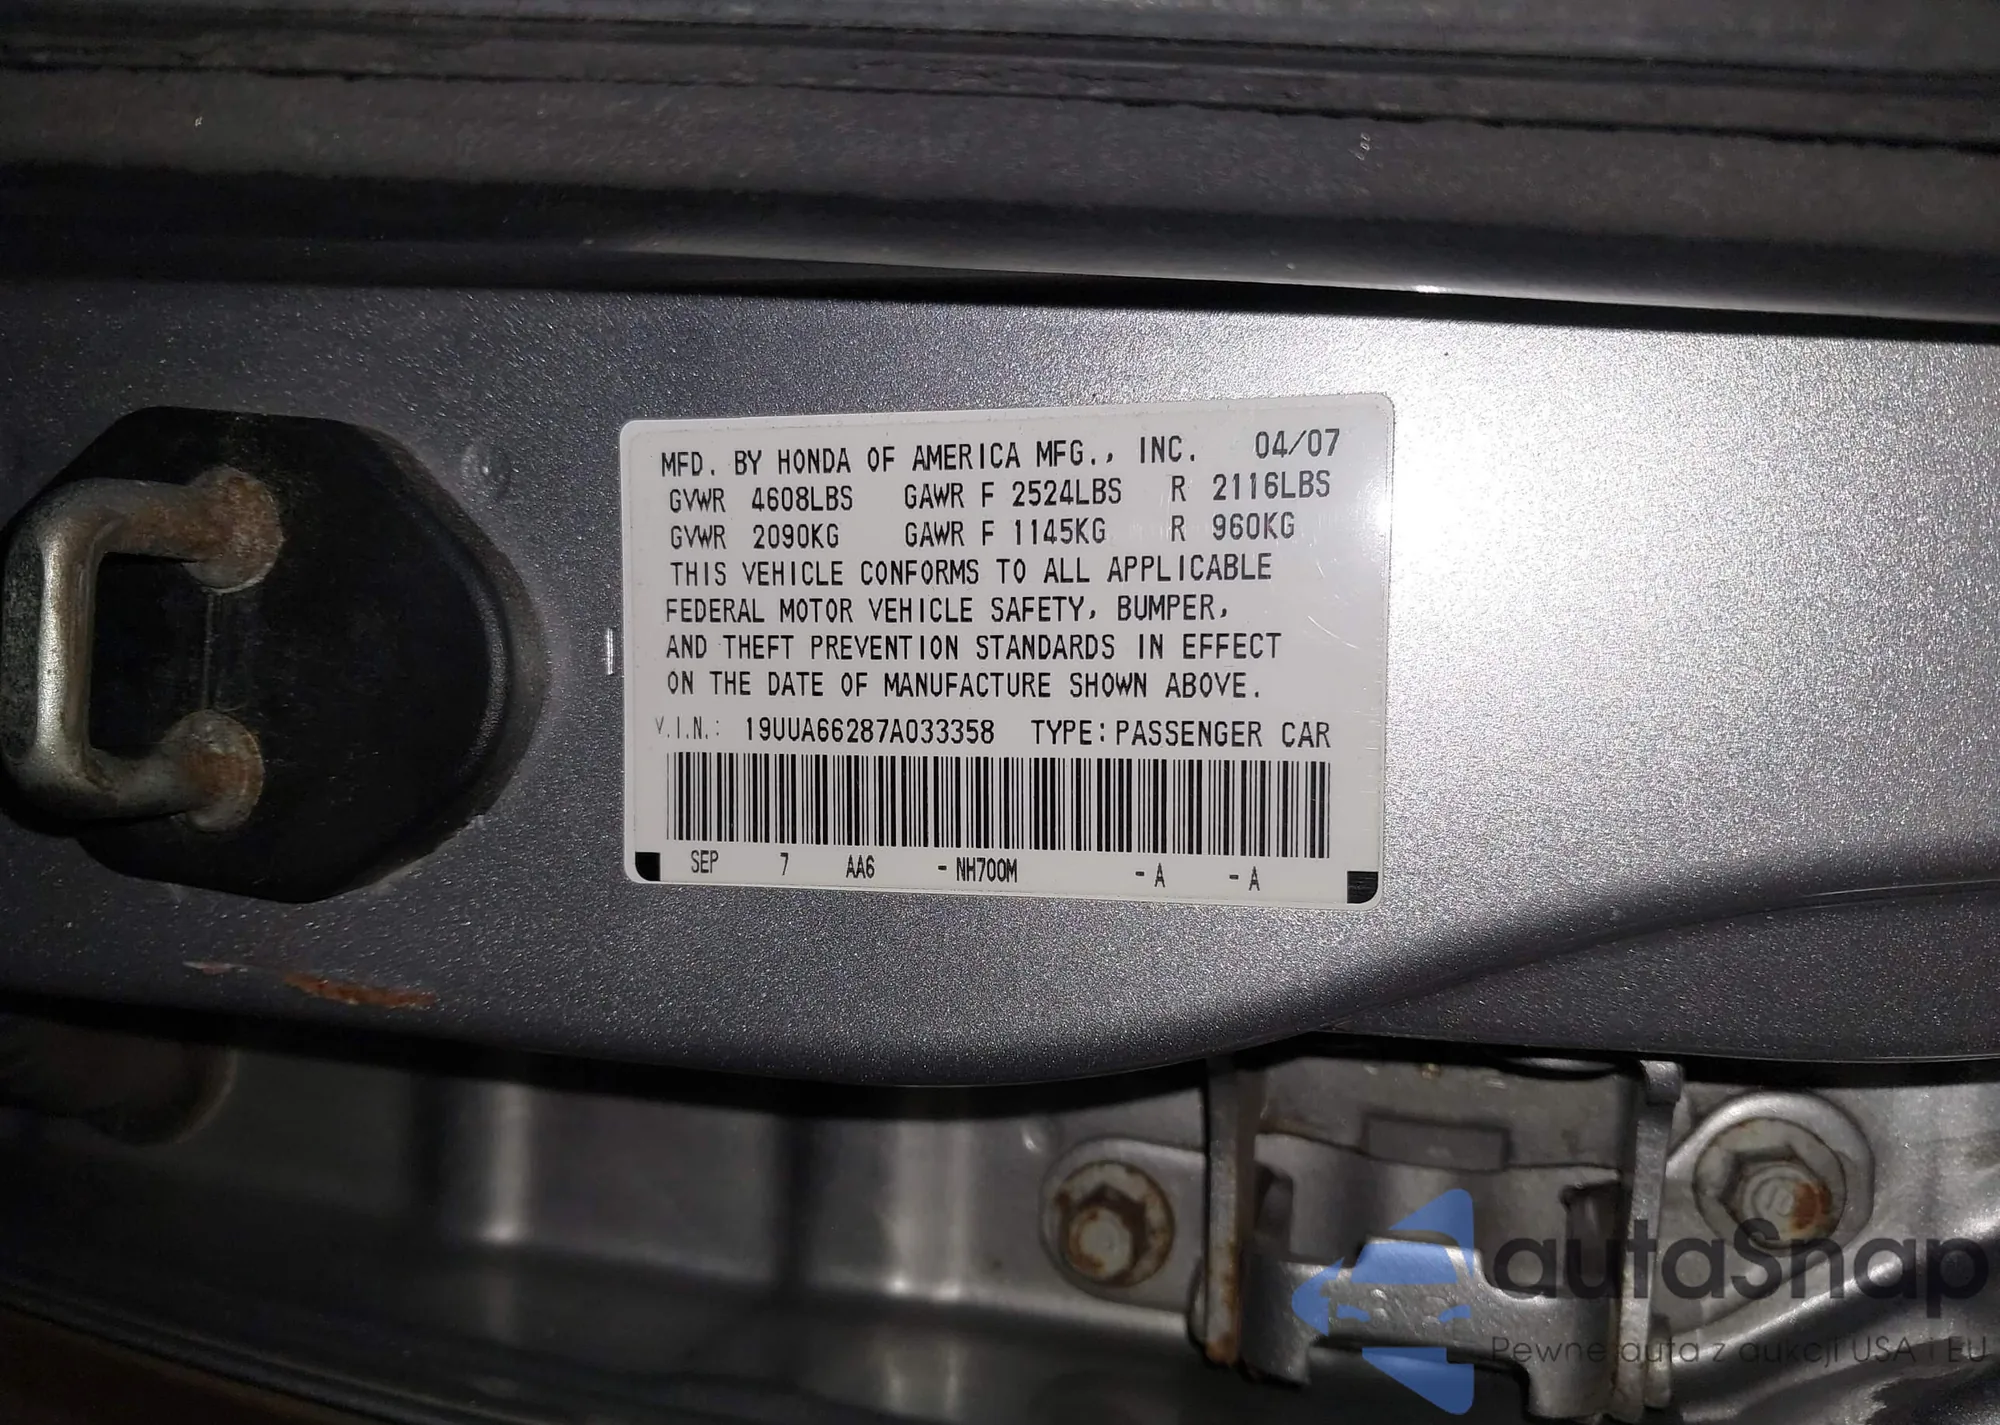 MFD. BY HONDA OF AMERICA MFG., INC. 04/07
GVWR 4608LBS GAWR F 2524LBS R 2116LBS
GVWR 2090KG GAWR F 1145KG R 960KG
THIS VEHICLE CONFORMS TO ALL APPLICABLE
FEDERAL MOTOR VEHICLE SAFETY, BUMPER,
AND THEFT PREVENTION STANDARDS IN EFFECT
ON THE DATE OF MANUFACTURE SHOWN ABOVE.
V.I.N.: 19UUA66287A033358 TYPE: PASSENGER CAR
SEP 7 AA6 -NH700M -A -A
autaSnap
Pewne auta z aukcji USA i EU